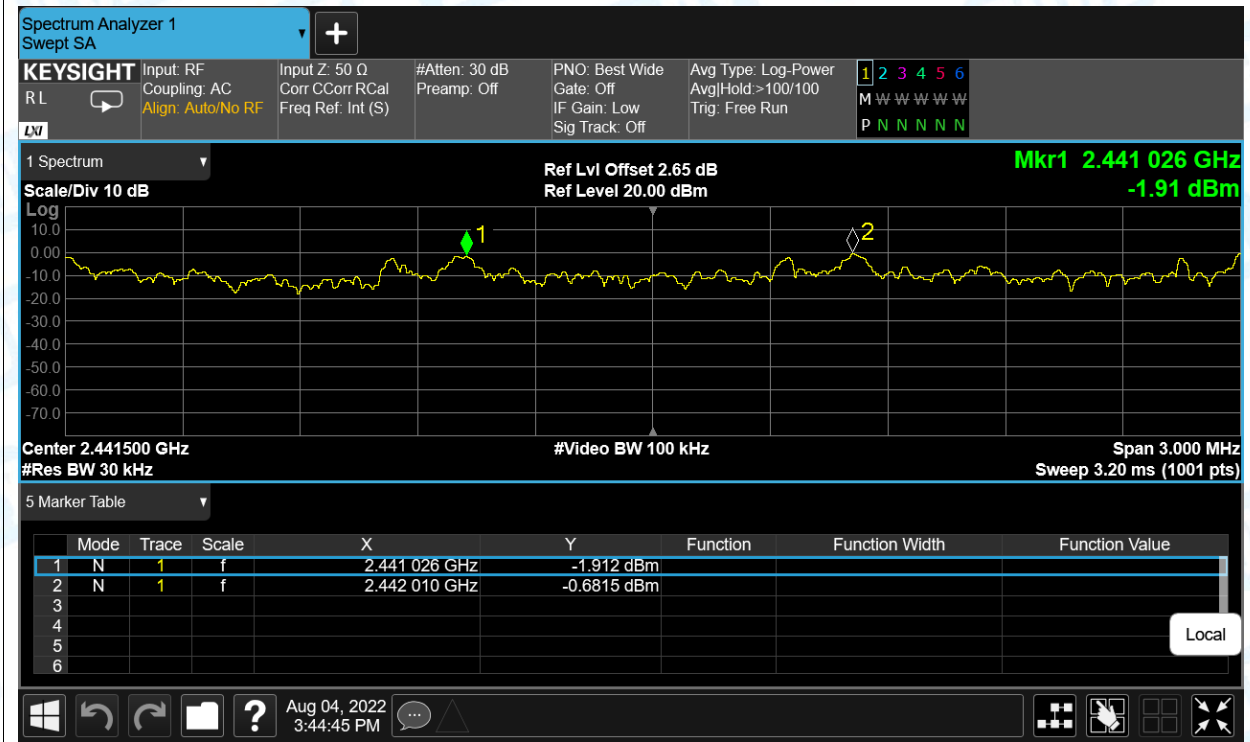 Spectrum Analyzer 1
Swept SA
KEYSIGHT
R L
LXI
Input: RF
Coupling: AC
Align: Auto/No RF
Input Z: 50 Ω
Corr CCorr RCal
Freq Ref: Int (S)
#Atten: 30 dB
Preamp: Off
PNO: Best Wide
Gate: Off
IF Gain: Low
Sig Track: Off
Avg Type: Log-Power
Avg|Hold:>100/100
Trig: Free Run
1 2 3 4 5 6
M W W W W W
P N N N N N
1 Spectrum
Scale/Div 10 dB
Ref Lvl Offset 2.65 dB
Ref Level 20.00 dBm
Mkr1 2.441 026 GHz
-1.91 dBm
Log
10.0
0.00
-10.0
-20.0
-30.0
-40.0
-50.0
-60.0
-70.0
1
2
Center 2.441500 GHz
#Video BW 100 kHz
Span 3.000 MHz
#Res BW 30 kHz
Sweep 3.20 ms (1001 pts)
5 Marker Table
Mode Trace Scale X Y Function Function Width Function Value
1 N 1 f 2.441 026 GHz -1.912 dBm
2 N 1 f 2.442 010 GHz -0.6815 dBm
3
4
5
6
Local
?
Aug 04, 2022
3:44:45 PM